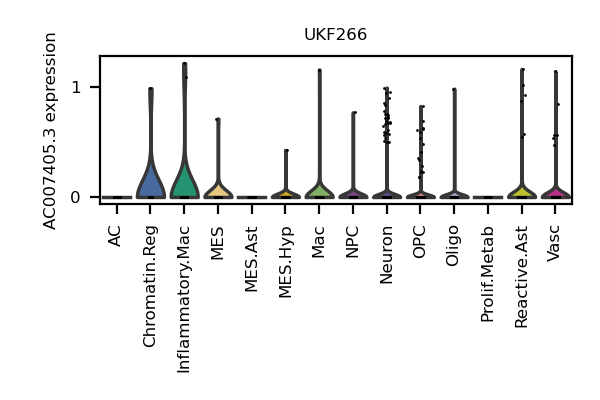 UKF266
AC007405.3 expression
1
0
AC
Chromatin.Reg
Inflammatory.Mac
MES
MES.Ast
MES.Hyp
Mac
NPC
Neuron
OPC
Oligo
Prolif.Metab
Reactive.Ast
Vasc